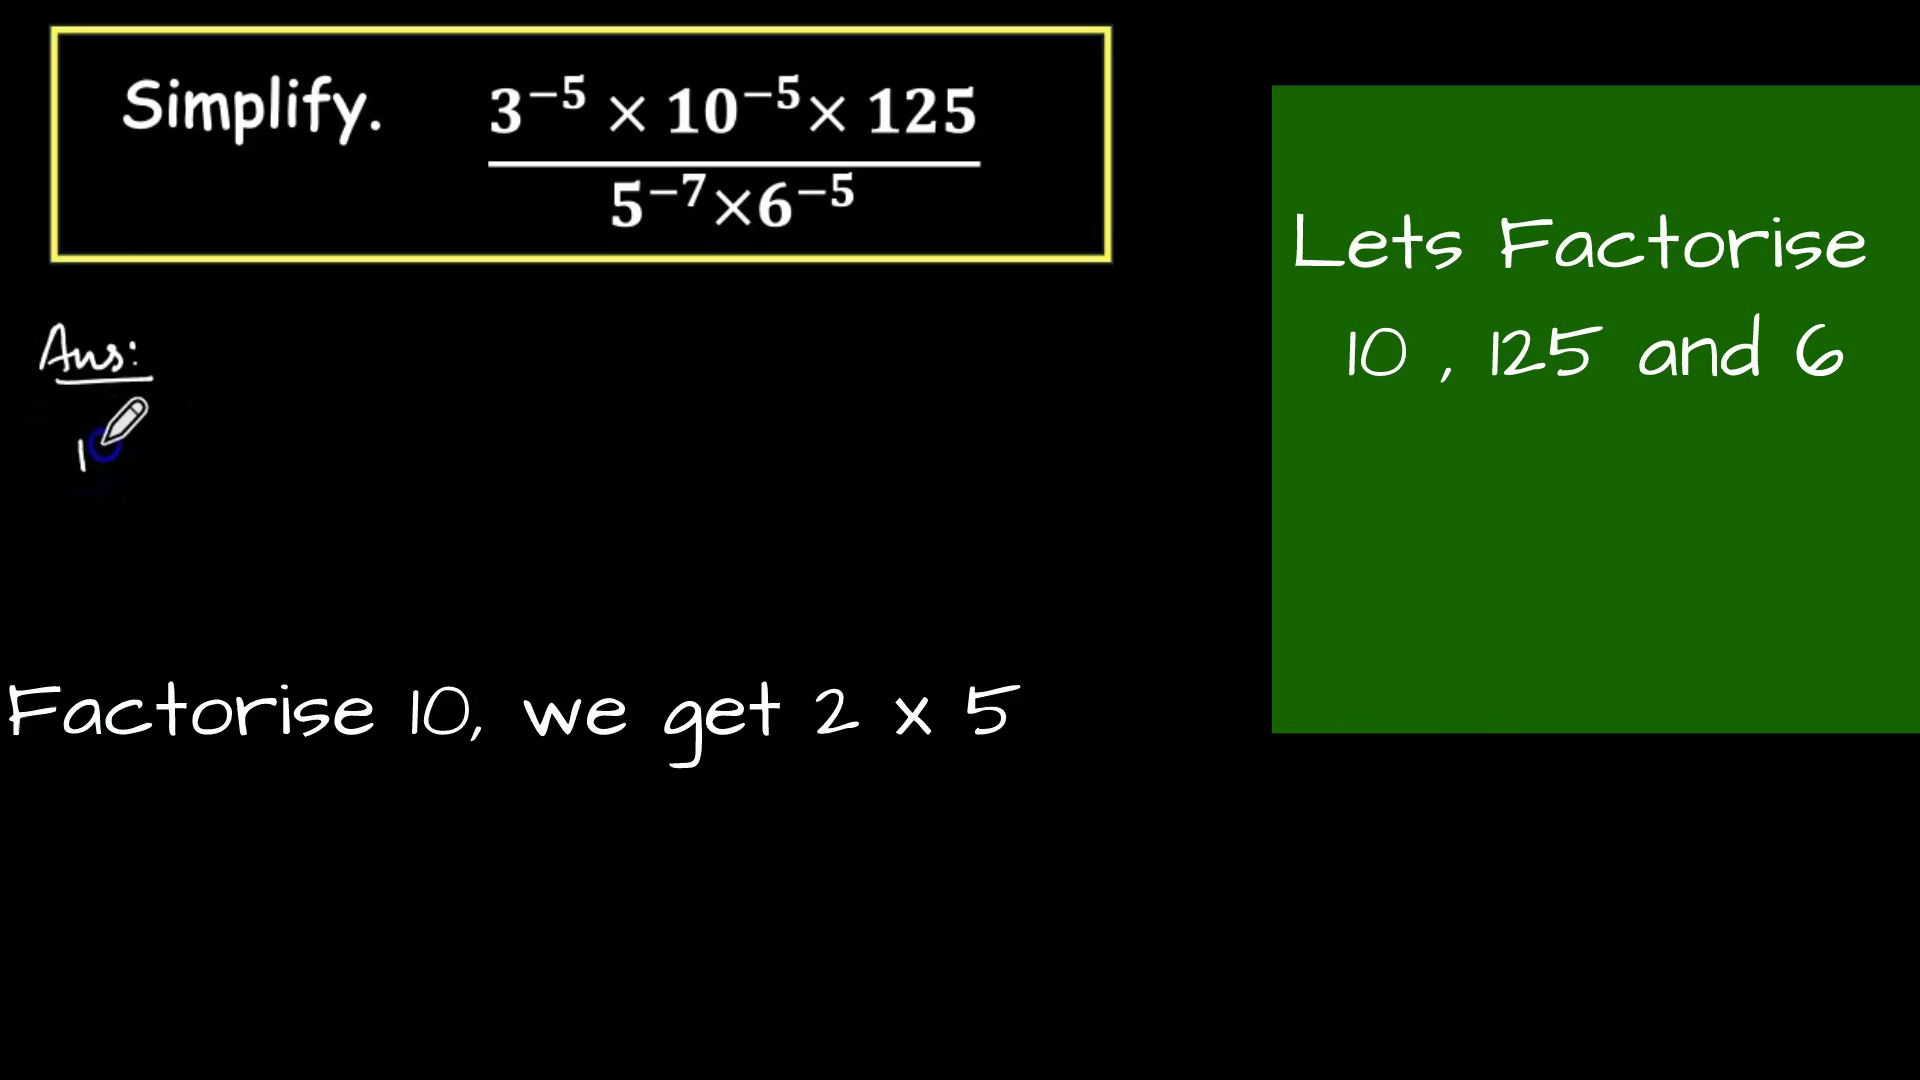 Simplify. 3⁻⁵ × 10⁻⁵ × 125
5⁻⁷×6⁻⁵
Lets Factorise
10 , 125 and 6
Ans:
10
Factorise 10, we get 2 x 5